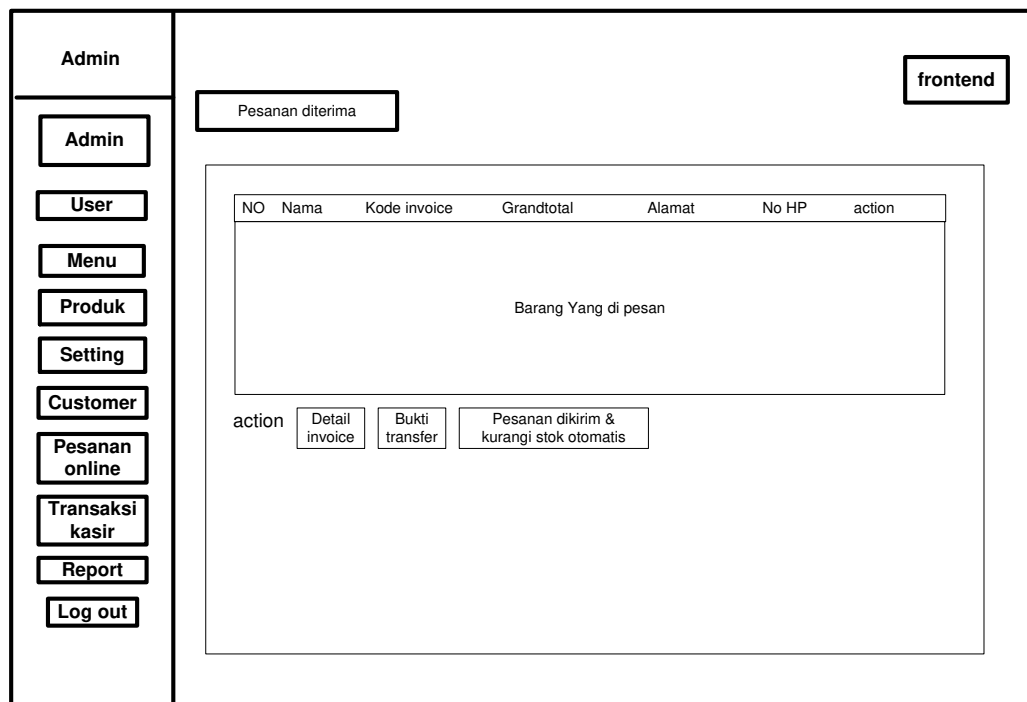 Admin
frontend
Pesanan diterima
Admin
User
Menu
Produk
Setting
Customer
Pesanan
online
Transaksi
kasir
Report
Log out
NO Nama Kode invoice Grandtotal Alamat No HP action
Barang Yang di pesan
action
Detail
invoice
Bukti
transfer
Pesanan dikirim &
kurangi stok otomatis